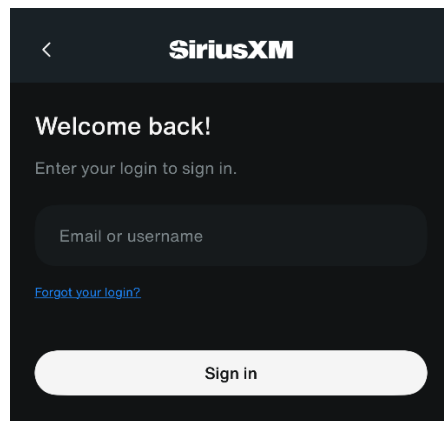 SiriusXM
Welcome back!
Enter your login to sign in.
Email or username
Forgot your login?
Sign in